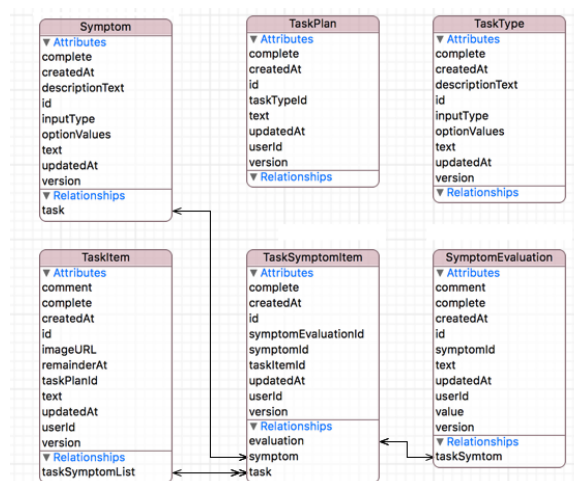 Symptom
▼ Attributes
complete
createdAt
descriptionText
id
inputType
optionValues
text
updatedAt
version
▼ Relationships
task
TaskPlan
▼ Attributes
complete
createdAt
id
taskTypeId
text
updatedAt
userId
version
▼ Relationships
TaskType
▼ Attributes
complete
createdAt
descriptionText
id
inputType
optionValues
text
updatedAt
version
▼ Relationships
TaskItem
▼ Attributes
comment
complete
createdAt
id
imageURL
remainderAt
taskPlanId
text
updatedAt
userId
version
▼ Relationships
taskSymptomList
TaskSymptomItem
▼ Attributes
complete
createdAt
id
symptomEvaluationId
symptomId
taskItemId
updatedAt
userId
version
▼ Relationships
evaluation
symptom
task
SymptomEvaluation
▼ Attributes
comment
complete
createdAt
id
symptomId
text
updatedAt
userId
value
version
▼ Relationships
taskSymtom